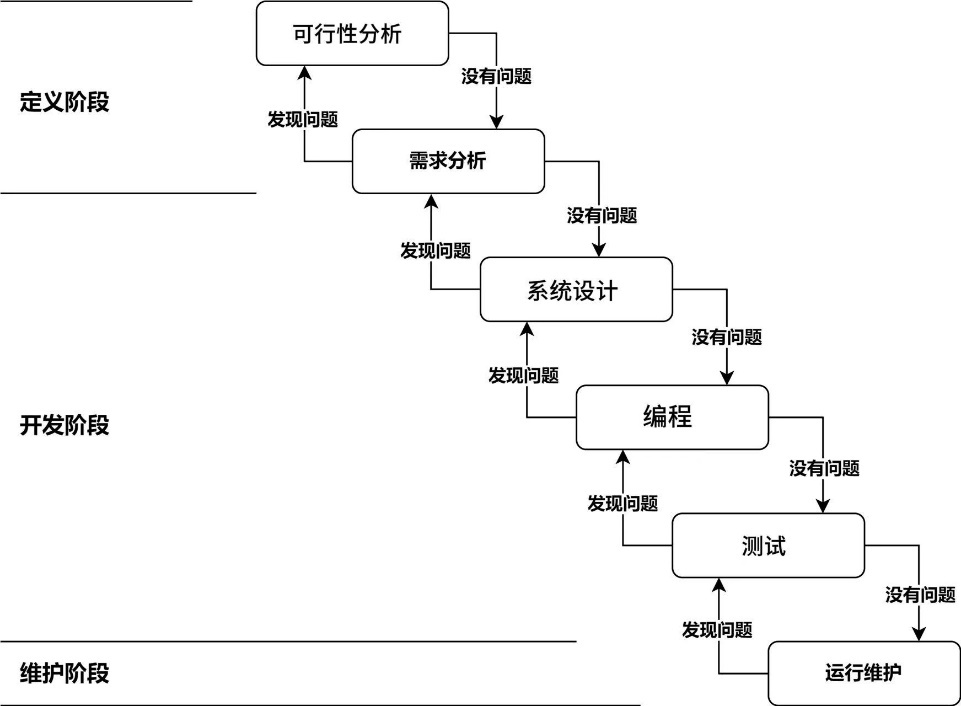 可行性分析
没有问题
定义阶段
发现问题
需求分析
没有问题
发现问题
系统设计
没有问题
发现问题
开发阶段
编程
没有问题
发现问题
测试
没有问题
发现问题
维护阶段
运行维护